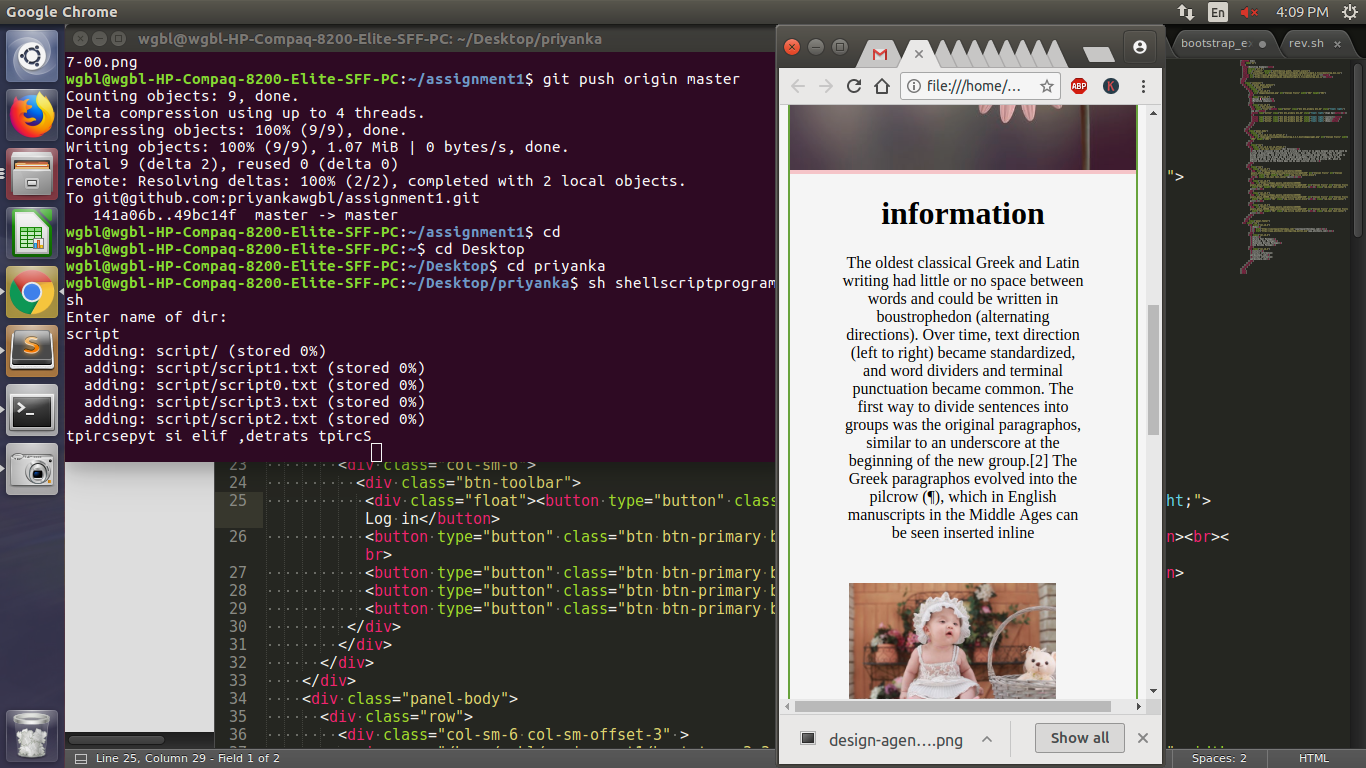 Google Chrome
En
4:09 PM
wgbl@wgbl-HP-Compaq-8200-Elite-SFF-PC: ~/Desktop/priyanka
7-00.png
wgbl@wgbl-HP-Compaq-8200-Elite-SFF-PC:~/assignment1$ git push origin master
Counting objects: 9, done.
Delta compression using up to 4 threads.
Compressing objects: 100% (9/9), done.
Writing objects: 100% (9/9), 1.07 MiB | 0 bytes/s, done.
Total 9 (delta 2), reused 0 (delta 0)
remote: Resolving deltas: 100% (2/2), completed with 2 local objects.
To git@github.com:priyankawgbl/assignment1.git
141a06b..49bc14f  master -> master
wgbl@wgbl-HP-Compaq-8200-Elite-SFF-PC:~/assignment1$ cd
wgbl@wgbl-HP-Compaq-8200-Elite-SFF-PC:~$ cd Desktop
wgbl@wgbl-HP-Compaq-8200-Elite-SFF-PC:~/Desktop$ cd priyanka
wgbl@wgbl-HP-Compaq-8200-Elite-SFF-PC:~/Desktop/priyanka$ sh shellscriptprogram
sh
Enter name of dir:
script
adding: script/ (stored 0%)
adding: script/script1.txt (stored 0%)
adding: script/script0.txt (stored 0%)
adding: script/script3.txt (stored 0%)
adding: script/script2.txt (stored 0%)
tpircsepyt si elif ,detrats tpircS
file:///home/...
ABP
K
information
The oldest classical Greek and Latin
writing had little or no space between
words and could be written in
boustrophedon (alternating
directions). Over time, text direction
(left to right) became standardized,
and word dividers and terminal
punctuation became common. The
first way to divide sentences into
groups was the original paragraphos,
similar to an underscore at the
beginning of the new group.[2] The
Greek paragraphos evolved into the
pilcrow (¶), which in English
manuscripts in the Middle Ages can
be seen inserted inline
design-agen....png
Show all
bootstrap_e
rev.sh
">
23 <div class="col-sm-6">
24 <div class="btn-toolbar">
25 <div class="float"><button type="button" clas ht;">
Log in</button>
26 <button type="button" class="btn btn-primary b n><br><
br>
27 <button type="button" class="btn btn-primary b n>
28 <button type="button" class="btn btn-primary b
29 <button type="button" class="btn btn-primary b
30 </div>
31 </div>
32 </div>
33 </div>
34 <div class="panel-body">
35 <div class="row">
36 <div class="col-sm-6 col-sm-offset-3" >
Line 25, Column 29 - Field 1 of 2
Spaces: 2
HTML